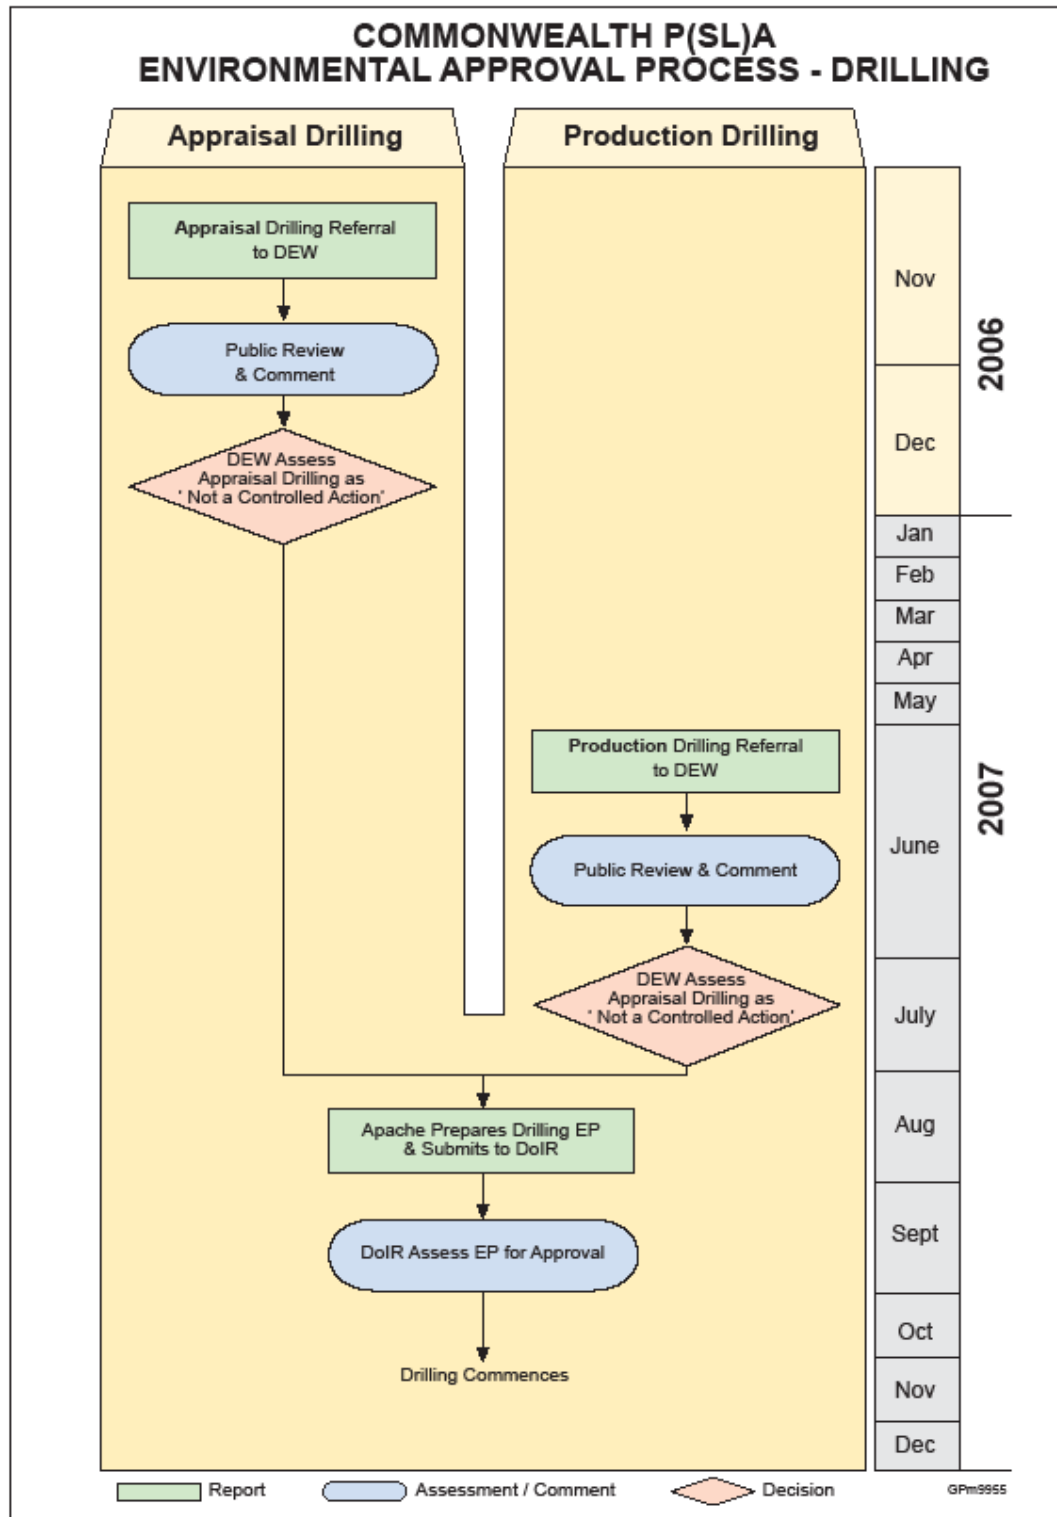 COMMONWEALTH P(SL)A
ENVIRONMENTAL APPROVAL PROCESS - DRILLING
Appraisal Drilling
Production Drilling
Appraisal Drilling Referral
to DEW
Public Review
& Comment
DEW Assess
Appraisal Drilling as
' Not a Controlled Action'
Production Drilling Referral
to DEW
Public Review & Comment
DEW Assess
Appraisal Drilling as
' Not a Controlled Action'
Apache Prepares Drilling EP
& Submits to DoIR
DoIR Assess EP for Approval
Drilling Commences
Nov
Dec
2006
Jan
Feb
Mar
Apr
May
June
July
Aug
Sept
Oct
Nov
Dec
2007
Report
Assessment / Comment
Decision
GPm9955